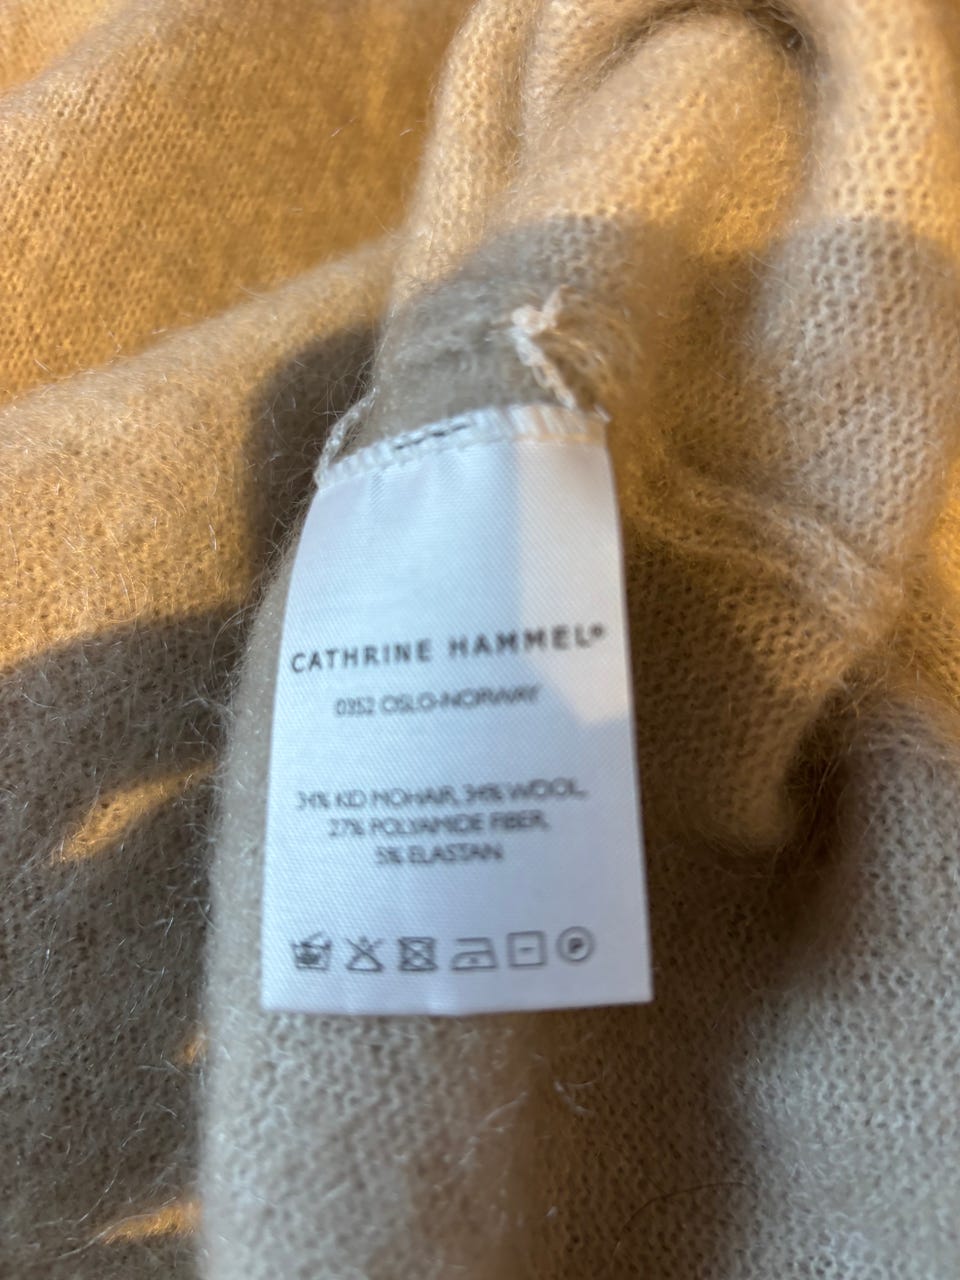 CATHRINE HAMMEL®
0352 OSLO-NORWAY
34% KID MOHAIR, 34% WOOL,
27% POLYAMIDE FIBER,
5% ELASTAN
P